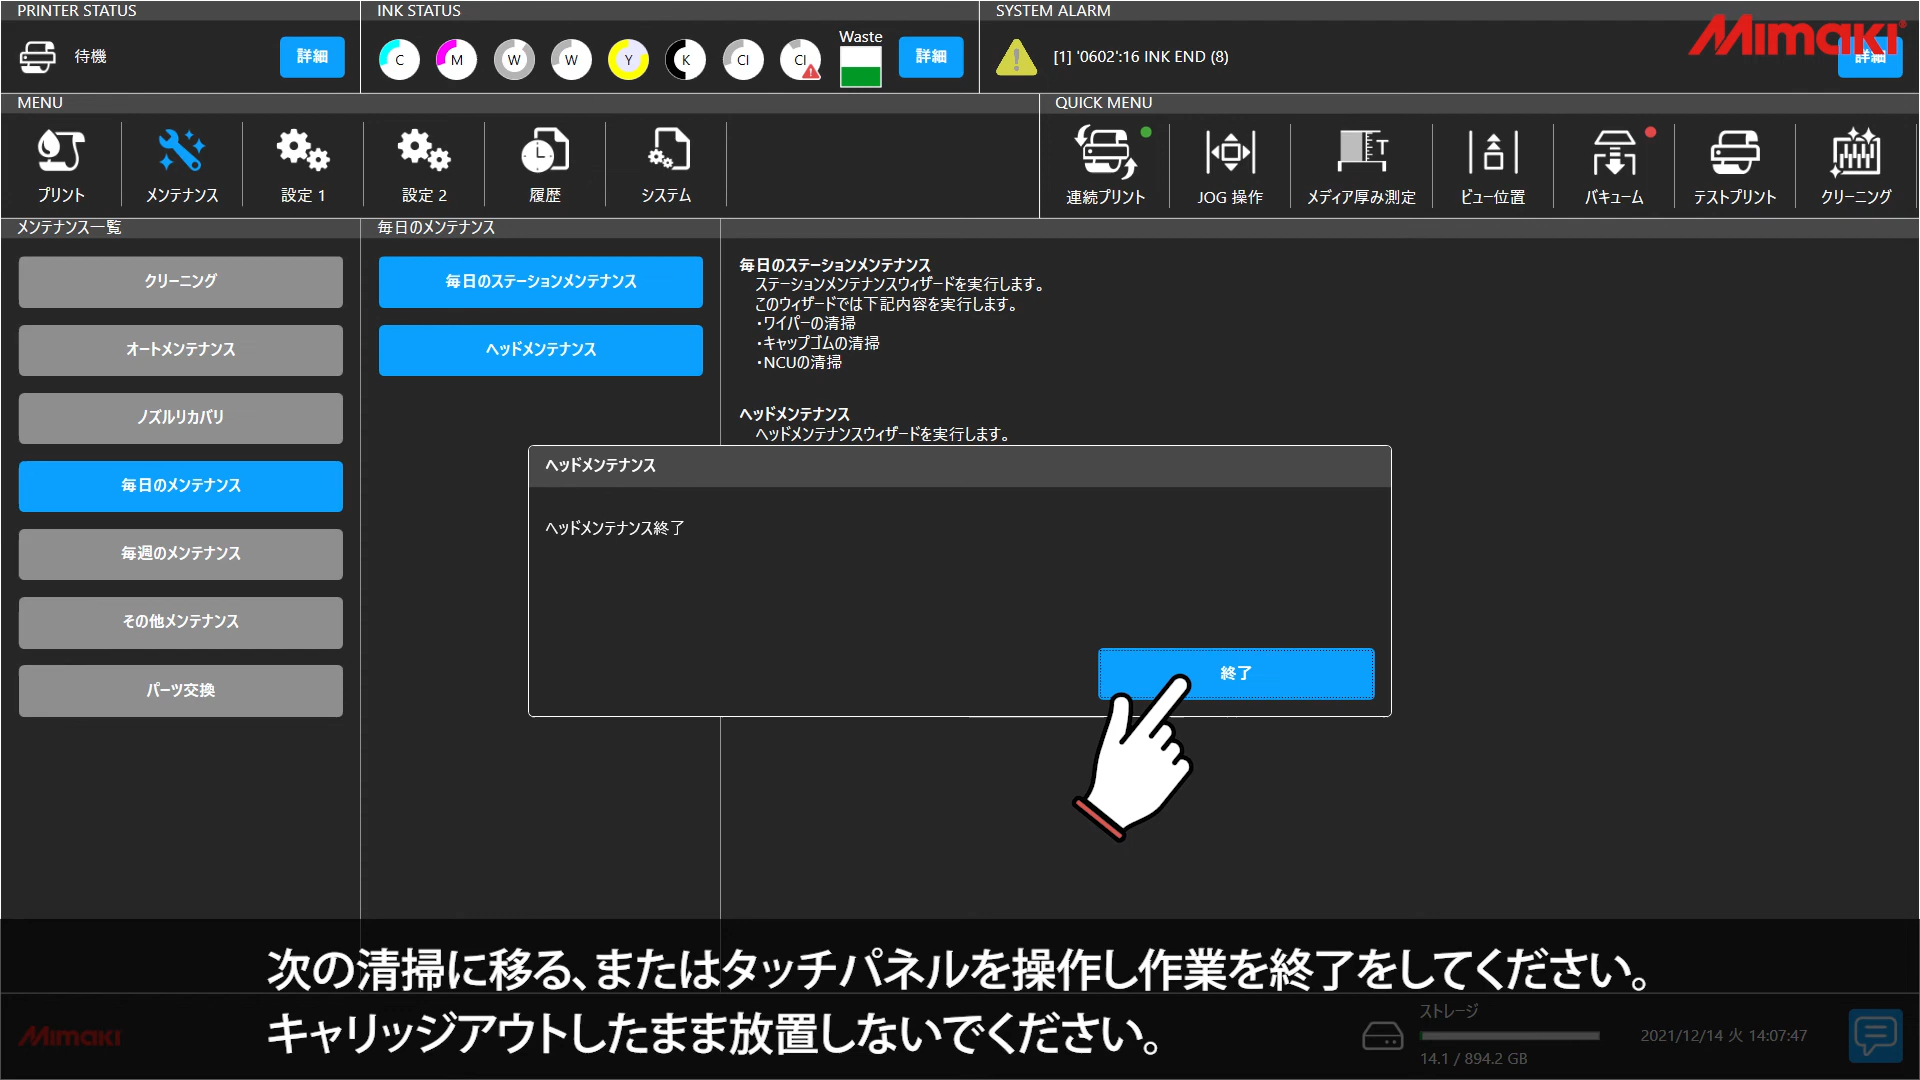 PRINTER STATUS
待機
詳細
INK STATUS
C
M
W
W
Y
K
Cl
Cl
Waste
詳細
SYSTEM ALARM
[1] '0602':16 INK END (8)
詳細
Mimaki
MENU
プリント
メンテナンス
設定 1
設定 2
履歴
システム
QUICK MENU
連続プリント
JOG 操作
T
メディア厚み測定
ビュー位置
バキューム
テストプリント
クリーニング
メンテナンス一覧
クリーニング
オートメンテナンス
ノズルリカバリ
毎日のメンテナンス
毎週のメンテナンス
その他メンテナンス
パーツ交換
毎日のメンテナンス
毎日のステーションメンテナンス
ヘッドメンテナンス
毎日のステーションメンテナンス
ステーションメンテナンスウィザードを実行します。
このウィザードでは下記内容を実行します。
・ワイパーの清掃
・キャップゴムの清掃
・NCUの清掃
ヘッドメンテナンス
ヘッドメンテナンスウィザードを実行します。
ヘッドメンテナンス
ヘッドメンテナンス終了
終了
次の清掃に移る、またはタッチパネルを操作し作業を終了をしてください。
キャリッジアウトしたまま放置しないでください。
Mimaki
ストレージ
14.1 / 894.2 GB
2021/12/14 火 14:07:47